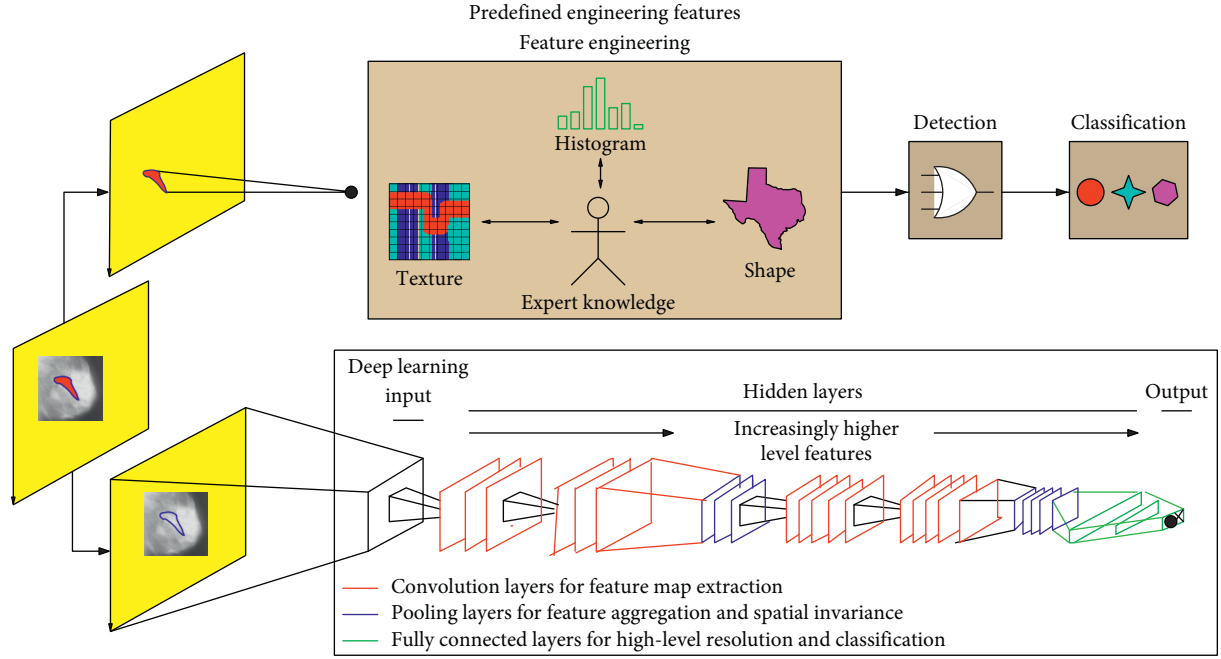 Predefined engineering features
Feature engineering
Histogram
Texture
Expert knowledge
Shape
Detection
Classification
Deep learning
input
Hidden layers
Output
Increasingly higher
level features
Convolution layers for feature map extraction
Pooling layers for feature aggregation and spatial invariance
Fully connected layers for high-level resolution and classification